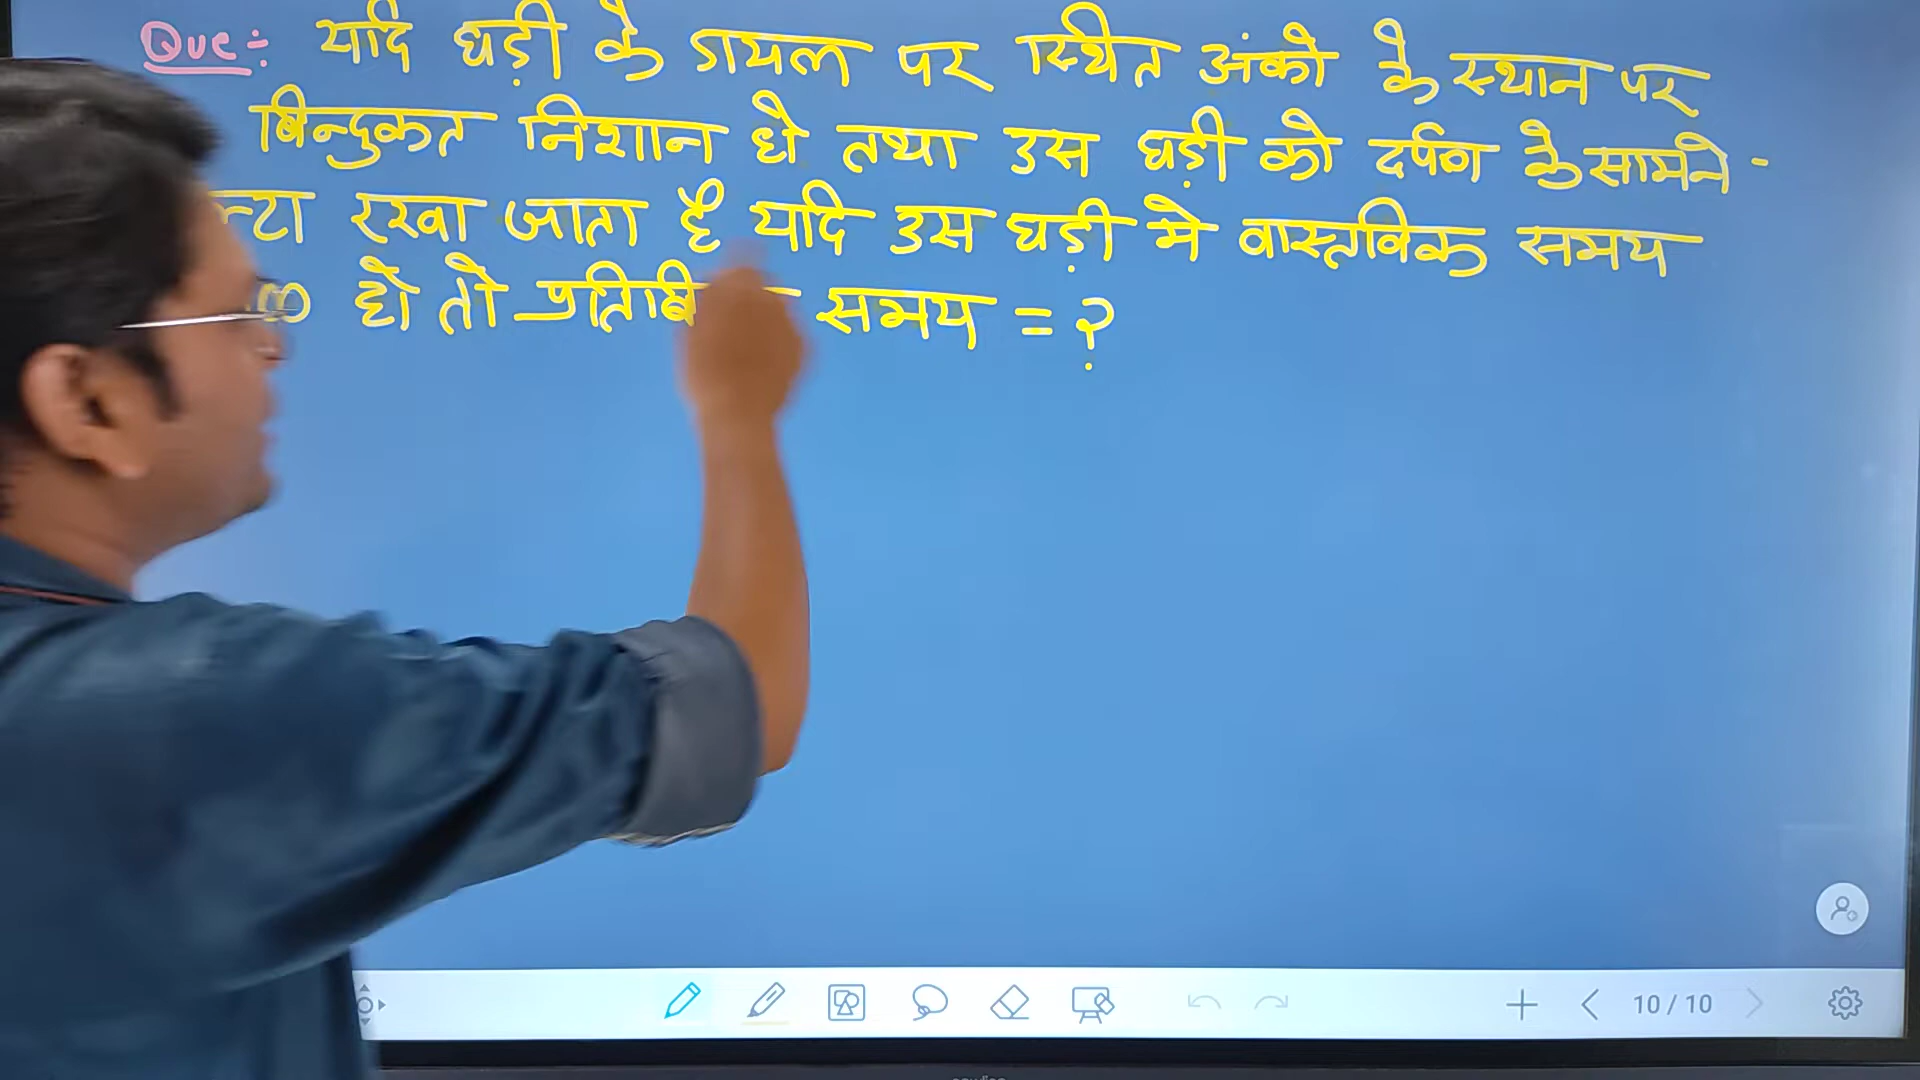 Que÷ यदि घड़ी के डायल पर स्थित अंको के स्थान पर
बिन्दुकत निशान हो तथा उस घड़ी को दर्पण के सामने -
रखा जाता है यदि उस घड़ी मे वास्तविक समय
हो तो समय = ?
10/10